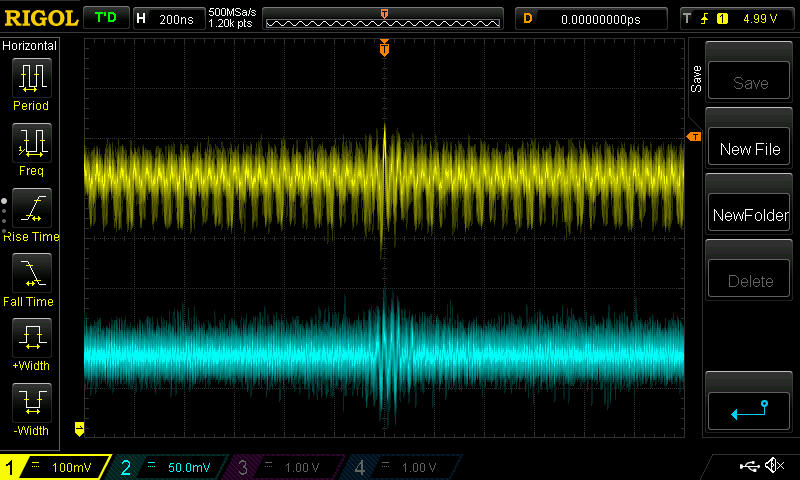 RIGOL T'D H 200ns 500MSa/s 1.20k pts T D 0.00000000ps T 1 4.99 V
Horizontal
Period
Freq
Rise Time
Fall Time
+Width
-Width
T
T
Save
Save
New File
NewFolder
Delete
1 100mV 2 50.0mV 3 1.00 V 4 1.00 V